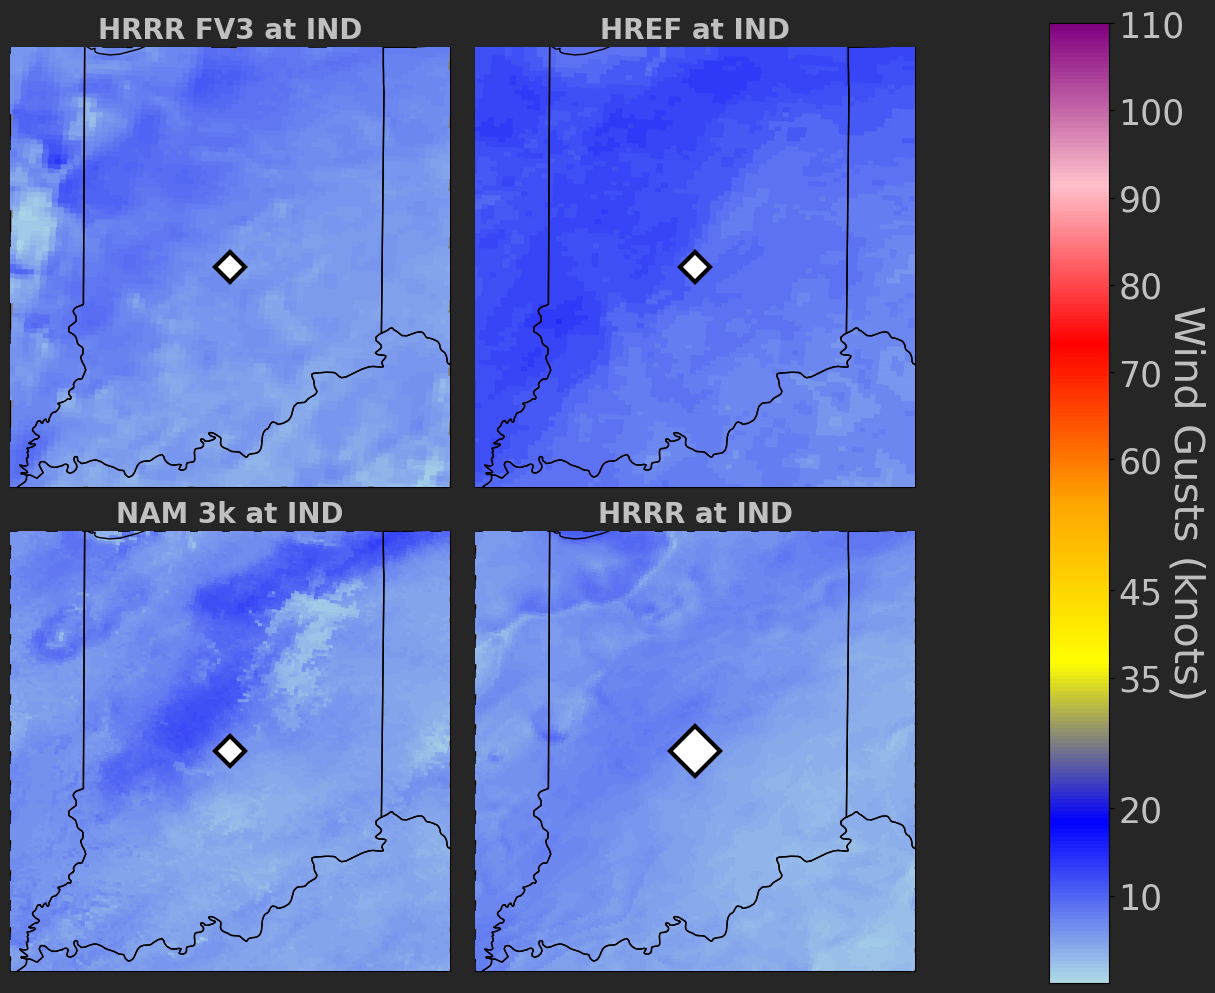 HRRR FV3 at IND
HREF at IND
NAM 3k at IND
HRRR at IND
110
100
90
80
70
60
45
35
20
10
Wind Gusts (knots)